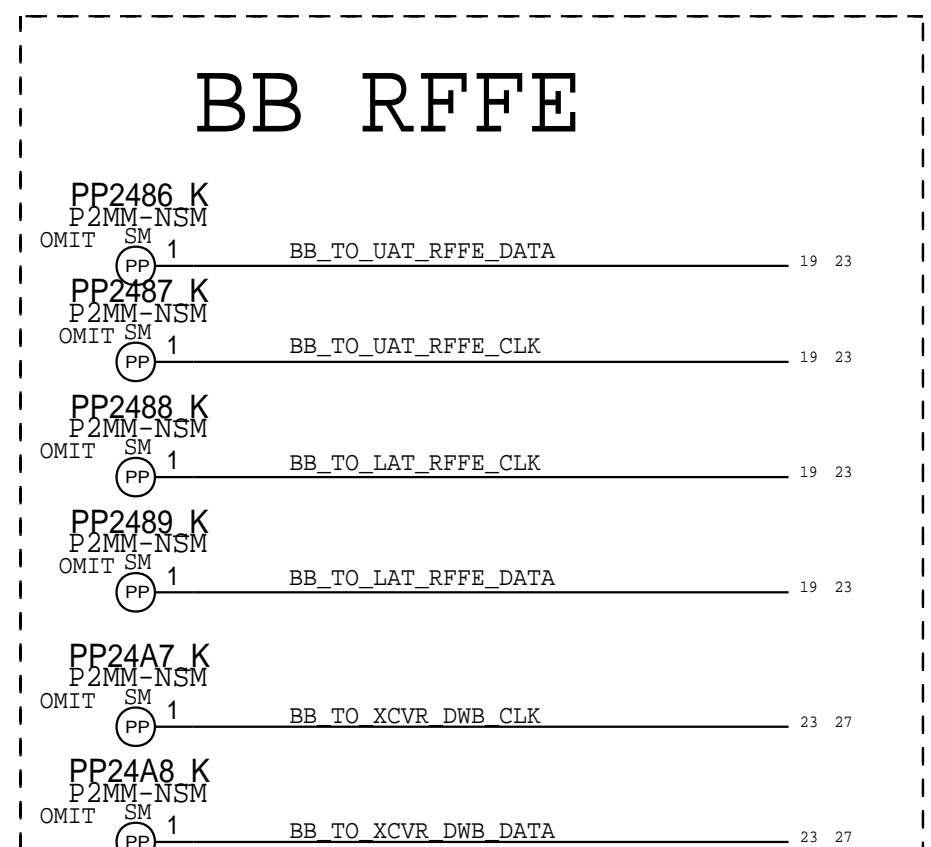 BB RFFE
PP2486_K
P2MM-NSM
OMIT SM 1 BB_TO_UAT_RFFE_DATA
PP 19 23
PP2487_K
P2MM-NSM
OMIT SM 1 BB_TO_UAT_RFFE_CLK
PP 19 23
PP2488_K
P2MM-NSM
OMIT SM 1 BB_TO_LAT_RFFE_CLK
PP 19 23
PP2489_K
P2MM-NSM
OMIT SM 1 BB_TO_LAT_RFFE_DATA
PP 19 23
PP24A7_K
P2MM-NSM
OMIT SM 1 BB_TO_XCVR_DWB_CLK
PP 23 27
PP24A8_K
P2MM-NSM
OMIT SM 1 BB_TO_XCVR_DWB_DATA
PP 23 27